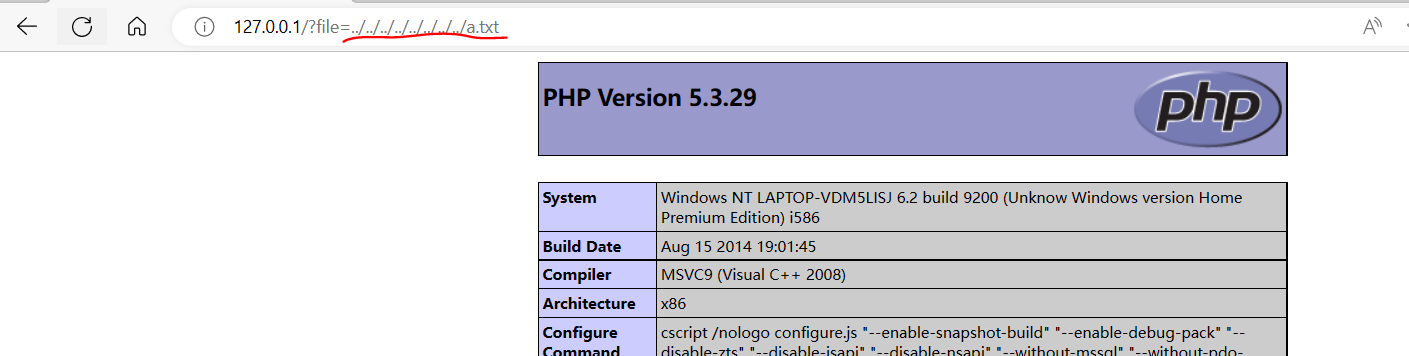 127.0.0.1/?file=../../../../../../../../a.txt
A
PHP Version 5.3.29
php
System
Windows NT LAPTOP-VDM5LISJ 6.2 build 9200 (Unknow Windows version Home
Premium Edition) i586
Build Date
Aug 15 2014 19:01:45
Compiler
MSVC9 (Visual C++ 2008)
Architecture
x86
Configure
Command
cscript /nologo configure.js "--enable-snapshot-build" "--enable-debug-pack" "--
disable-zts" "--disable-isapi" "--disable-nsapi" "--without-mssql" "--without-pdo-